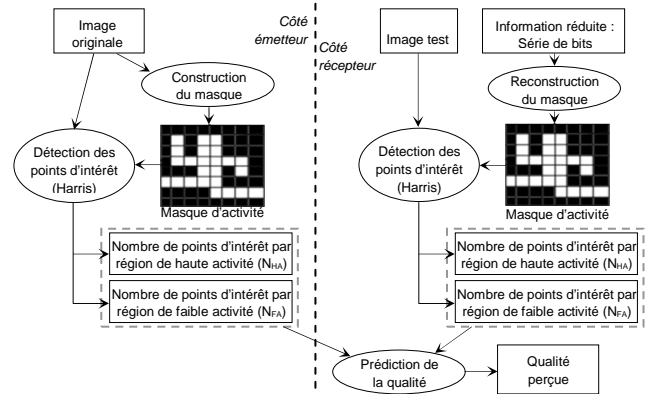 Image
originale
Côté
émetteur
Construction
du masque
Détection des
points d'intérêt
(Harris)
Masque d'activité
Nombre de points d'intérêt par
région de haute activité (NHA)
Nombre de points d'intérêt par
région de faible activité (NFA)
Côté
récepteur
Image test
Information réduite :
Série de bits
Reconstruction
du masque
Détection des
points d'intérêt
(Harris)
Masque d'activité
Nombre de points d'intérêt par
région de haute activité (NHA)
Nombre de points d'intérêt par
région de faible activité (NFA)
Prédiction de
la qualité
Qualité
perçue